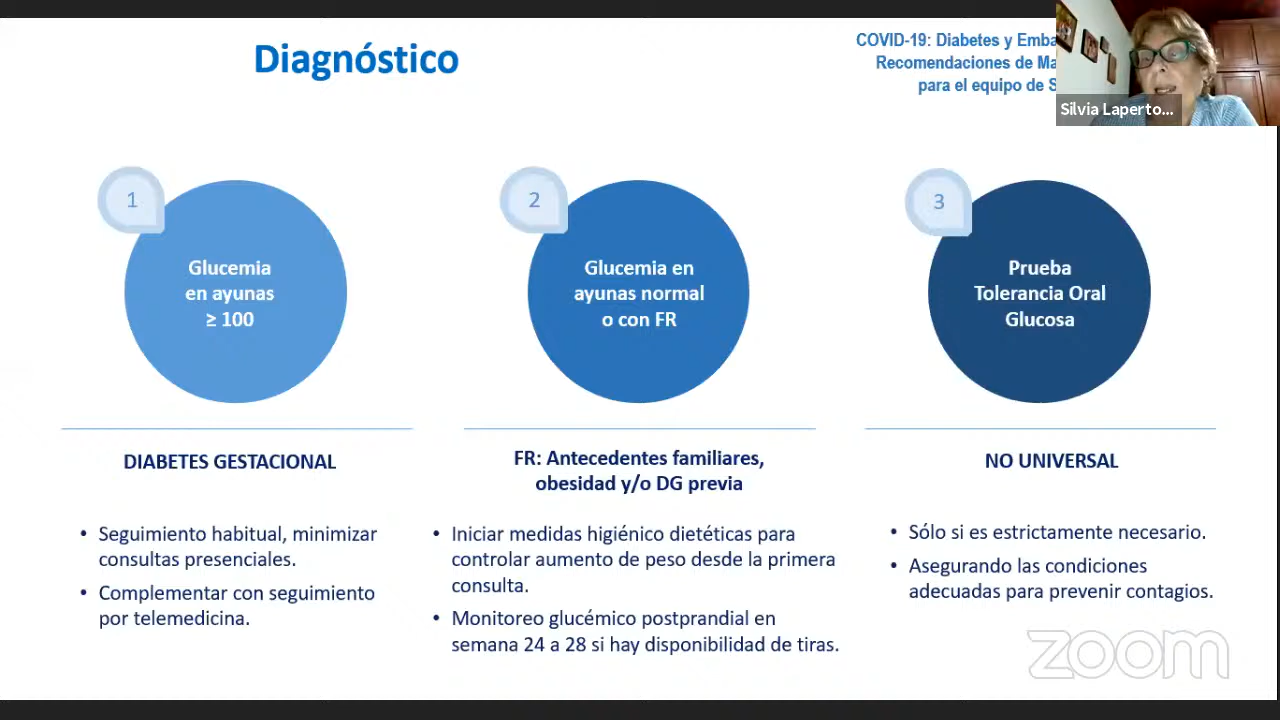 Diagnóstico
COVID-19: Diabetes y
Recomendaciones de
para el equipo de
Silvia Laperto...
1
Glucemia
en ayunas
≥ 100
2
Glucemia en
ayunas normal
o con FR
3
Prueba
Tolerancia Oral
Glucosa
DIABETES GESTACIONAL
• Seguimiento habitual, minimizar
consultas presenciales.
• Complementar con seguimiento
por telemedicina.
FR: Antecedentes familiares,
obesidad y/o DG previa
• Iniciar medidas higiénico dietéticas para
controlar aumento de peso desde la primera
consulta.
• Monitoreo glucémico postprandial en
semana 24 a 28 si hay disponibilidad de tiras.
NO UNIVERSAL
• Sólo si es estrictamente necesario.
• Asegurando las condiciones
adecuadas para prevenir contagios.
zoom